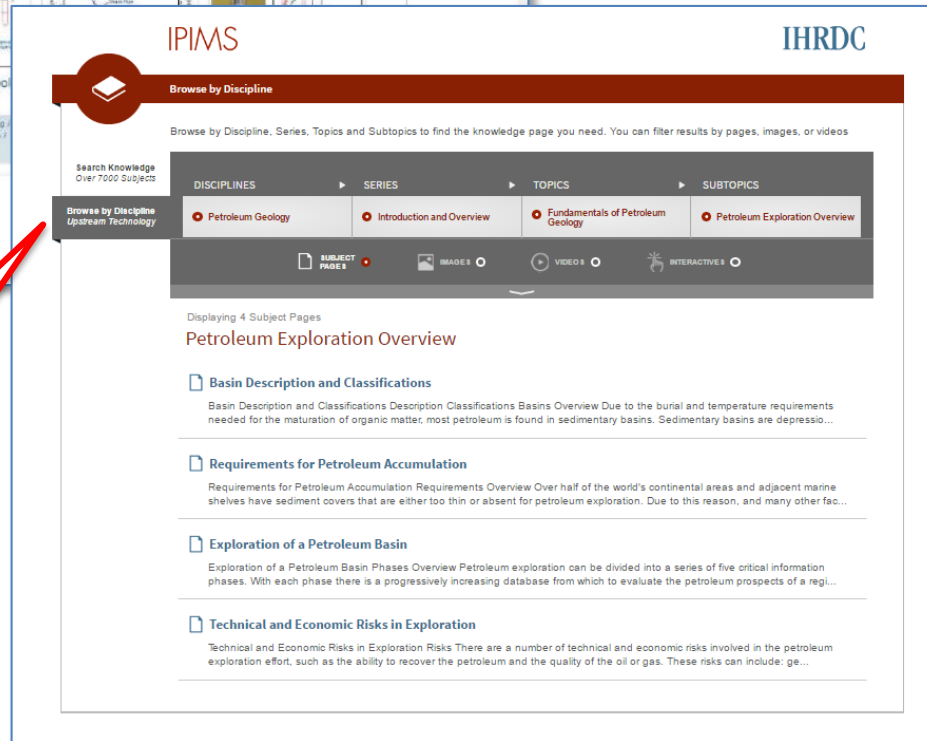 IPIMS
IHRDC
Browse by Discipline
Browse by Discipline, Series, Topics and Subtopics to find the knowledge page you need. You can filter results by pages, images, or videos
Search Knowledge
Over 7000 Subjects
Browse by Discipline
Upstream Technology
DISCIPLINES SERIES TOPICS SUBTOPICS
Petroleum Geology Introduction and Overview Fundamentals of Petroleum Petroleum Exploration Overview
Geology
SUBJECT
PAGES IMAGES VIDEOS INTERACTIVES
Displaying 4 Subject Pages
Petroleum Exploration Overview
Basin Description and Classifications
Basin Description and Classifications Description Classifications Basins Overview Due to the burial and temperature requirements
needed for the maturation of organic matter, most petroleum is found in sedimentary basins. Sedimentary basins are depressio...
Requirements for Petroleum Accumulation
Requirements for Petroleum Accumulation Requirements Overview Over half of the world's continental areas and adjacent marine
shelves have sediment covers that are either too thin or absent for petroleum exploration. Due to this reason, and many other fac...
Exploration of a Petroleum Basin
Exploration of a Petroleum Basin Phases Overview Petroleum exploration can be divided into a series of five critical information
phases. With each phase there is a progressively increasing database from which to evaluate the petroleum prospects of a regi...
Technical and Economic Risks in Exploration
Technical and Economic Risks in Exploration Risks There are a number of technical and economic risks involved in the petroleum
exploration effort, such as the ability to recover the petroleum and the quality of the oil or gas. These risks can include: ge...